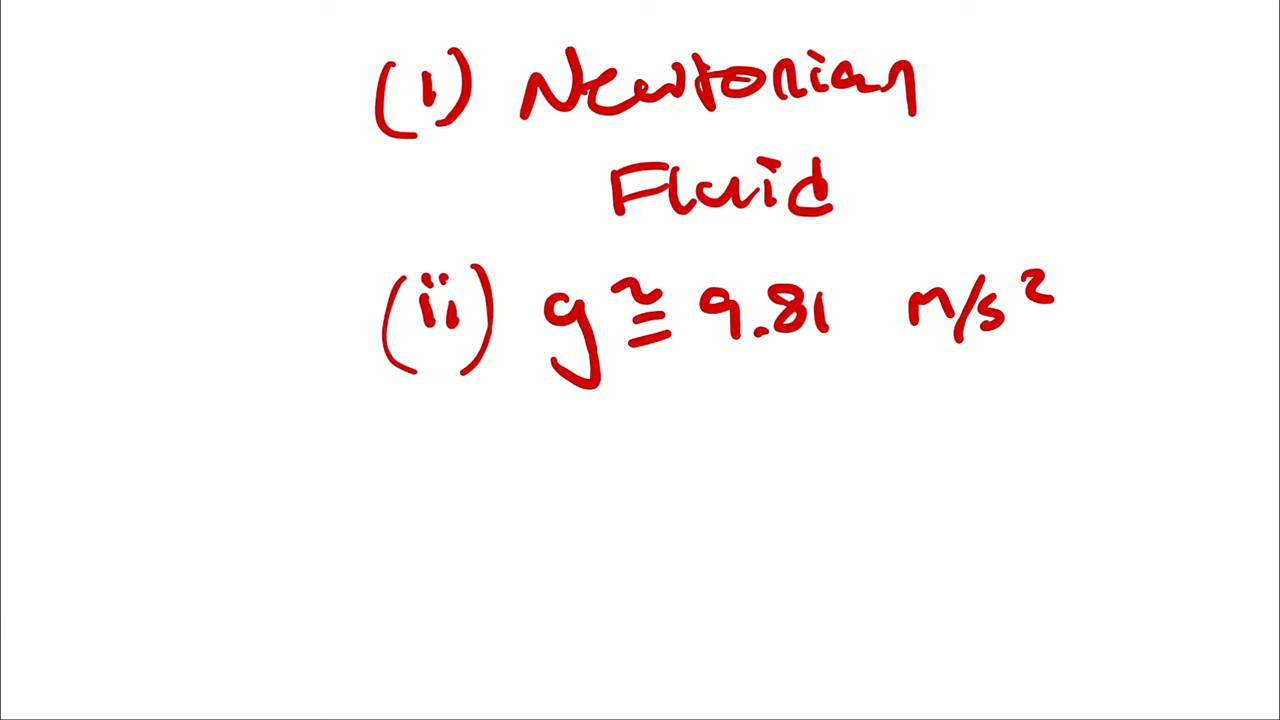 (i) Newtonian
Fluid
(ii) g ≅ 9.81 m/s²